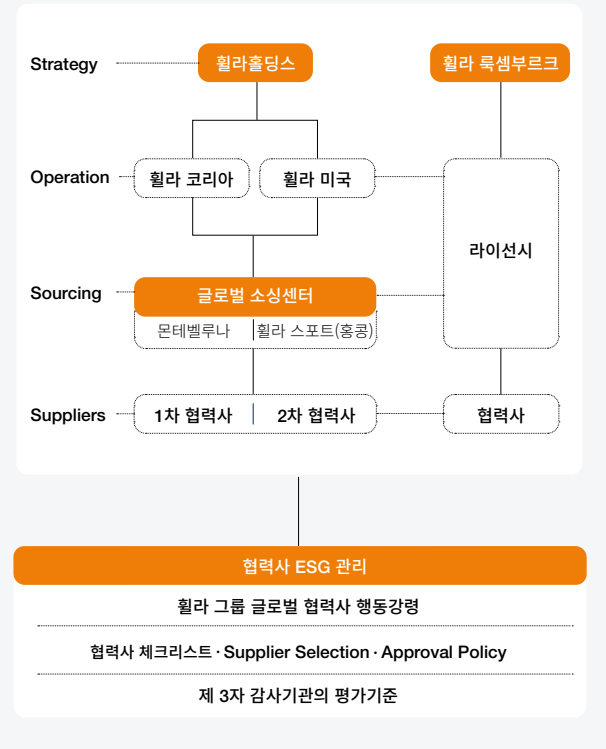 Strategy 휠라홀딩스 휠라 룩셈부르크
Operation 휠라 코리아 휠라 미국
라이선시
Sourcing 글로벌 소싱센터
몬테벨루나 휠라 스포트(홍콩)
Suppliers 1차 협력사 2차 협력사 협력사
협력사 ESG 관리
휠라 그룹 글로벌 협력사 행동강령
협력사 체크리스트 · Supplier Selection · Approval Policy
제 3자 감사기관의 평가기준